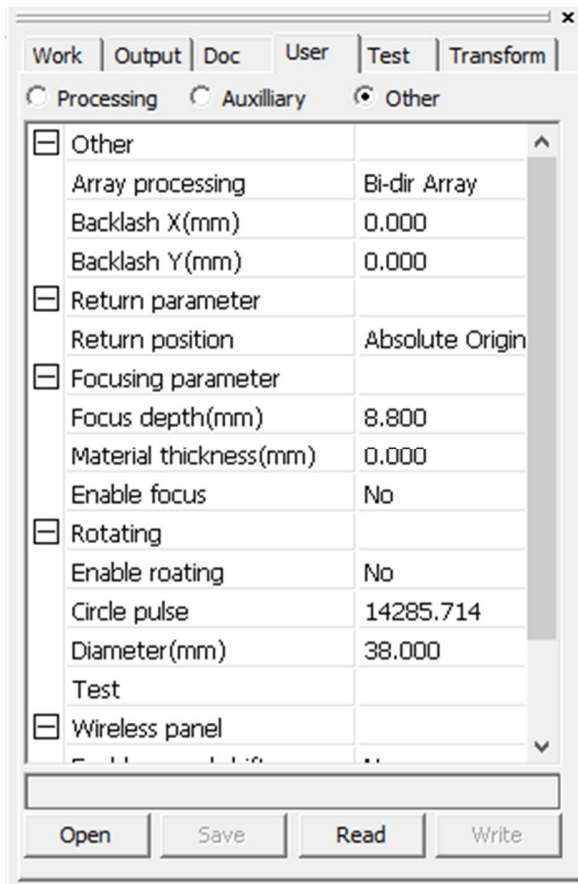 x
Work Output Doc User Test Transform
Processing Auxilliary Other
Other
Array processing Bi-dir Array
Backlash X(mm) 0.000
Backlash Y(mm) 0.000
Return parameter
Return position Absolute Origin
Focusing parameter
Focus depth(mm) 8.800
Material thickness(mm) 0.000
Enable focus No
Rotating
Enable roating No
Circle pulse 14285.714
Diameter(mm) 38.000
Test
Wireless panel
Open Save Read Write